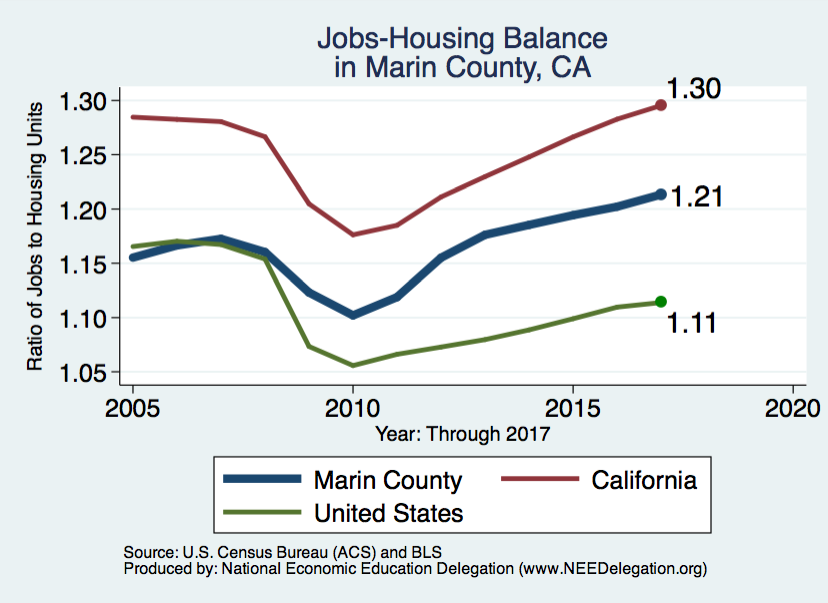 Jobs-Housing Balance
in Marin County, CA
Ratio of Jobs to Housing Units
1.30
1.25
1.20
1.15
1.10
1.05
1.30
1.21
1.11
2005 2010 2015 2020
Year: Through 2017
Marin County California
United States
Source: U.S. Census Bureau (ACS) and BLS
Produced by: National Economic Education Delegation (www.NEEDelegation.org)